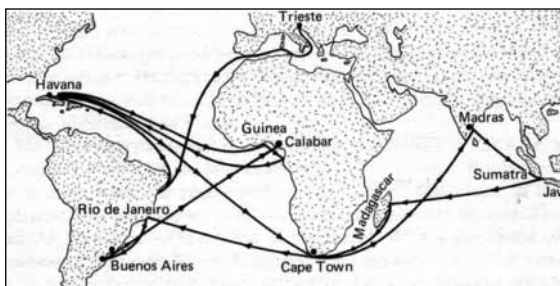 Trieste
Havana
Guinea
Calabar
Madras
Sumatra
Madagascar
Rio de Janeiro
Buenos Aires
Cape Town